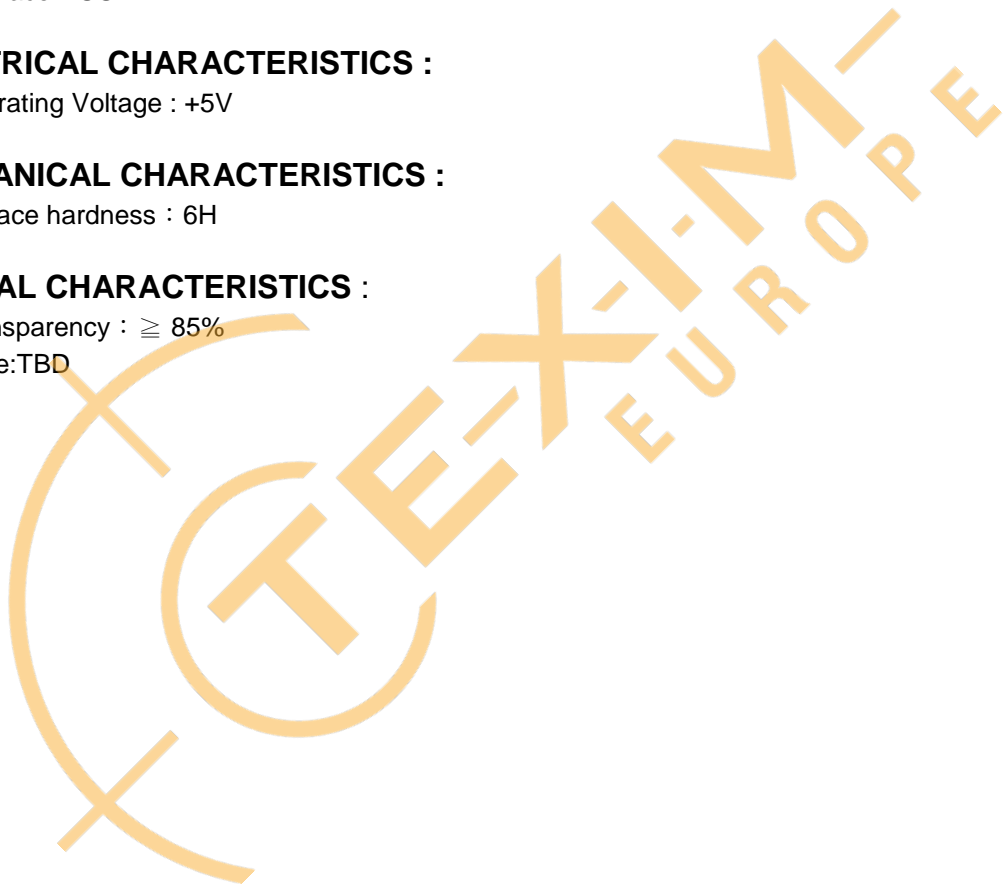 TRICAL CHARACTERISTICS :
rating Voltage : +5V
ANICAL CHARACTERISTICS :
ace hardness：6H
AL CHARACTERISTICS :
nsparency：≧ 85%
e:TBD
TE-X-I-M-
EUROPE